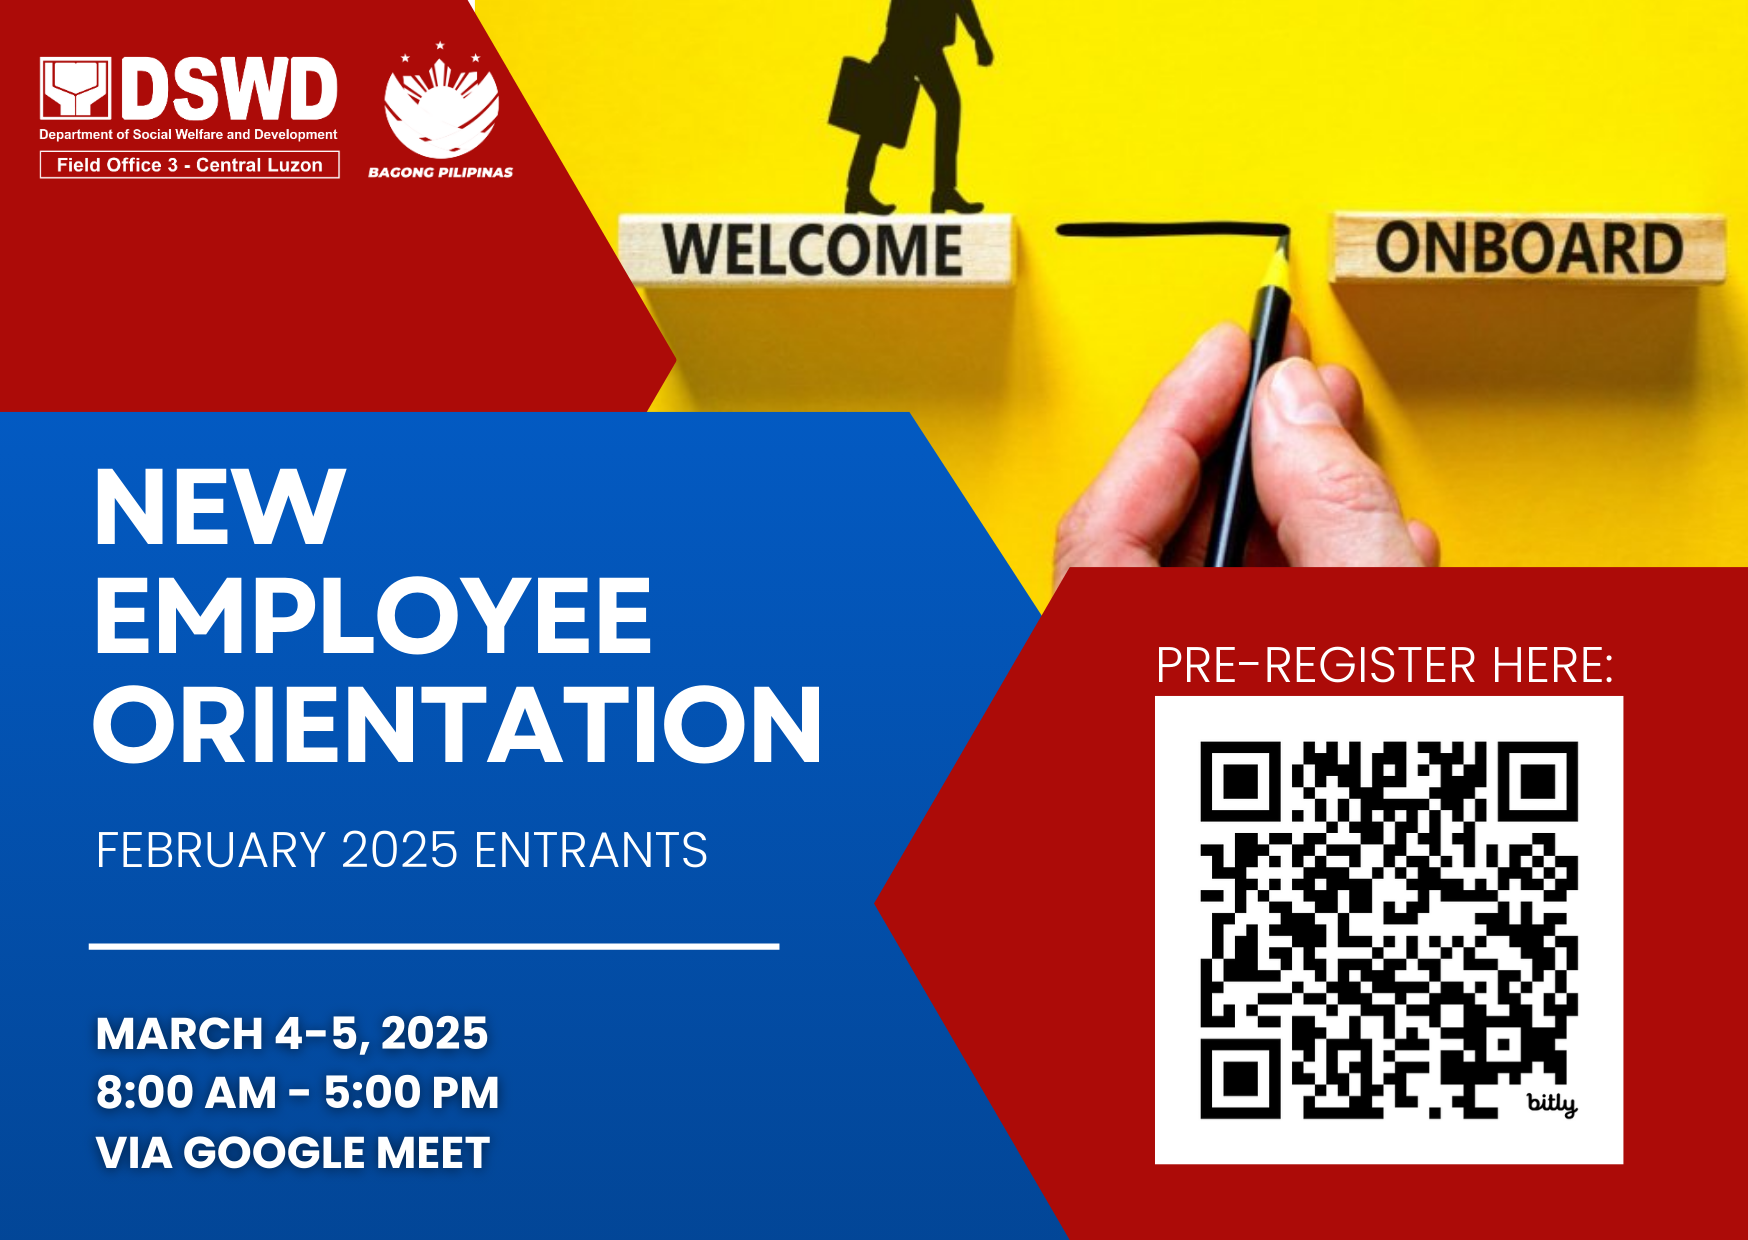 DSWD
Department of Social Welfare and Development
Field Office 3 - Central Luzon
BAGONG PILIPINAS
WELCOME
ONBOARD
NEW
EMPLOYEE
ORIENTATION
FEBRUARY 2025 ENTRANTS
MARCH 4-5, 2025
8:00 AM - 5:00 PM
VIA GOOGLE MEET
PRE-REGISTER HERE:
bitly